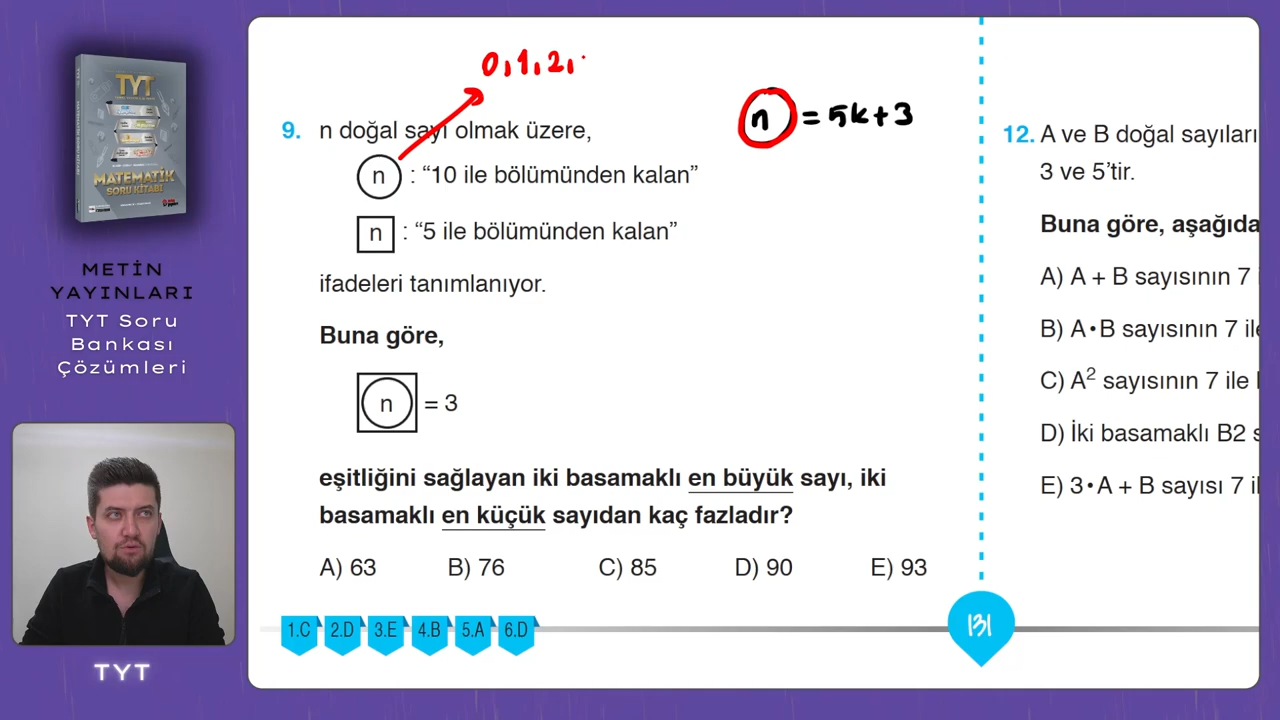 TYT
MATEMATİK
SORU KİTABI
METİN
YAYINLARI
TYT Soru
Bankası
Çözümleri
TYT
0, 1, 2,
n = 5k + 3
9. n doğal sayı olmak üzere,
n : “10 ile bölümünden kalan”
n : “5 ile bölümünden kalan”
ifadeleri tanımlanıyor.
Buna göre,
n = 3
eşitliğini sağlayan iki basamaklı en büyük sayı, iki
basamaklı en küçük sayıdan kaç fazladır?
A) 63 B) 76 C) 85 D) 90 E) 93
1.C 2.D 3.E 4.B 5.A 6.D
131
12. A ve B doğal sayıları
3 ve 5’tir.
Buna göre, aşağıda
A) A + B sayısının 7 i
B) A•B sayısının 7 ile
C) A² sayısının 7 ile
D) İki basamaklı B2 s
E) 3•A + B sayısı 7 il